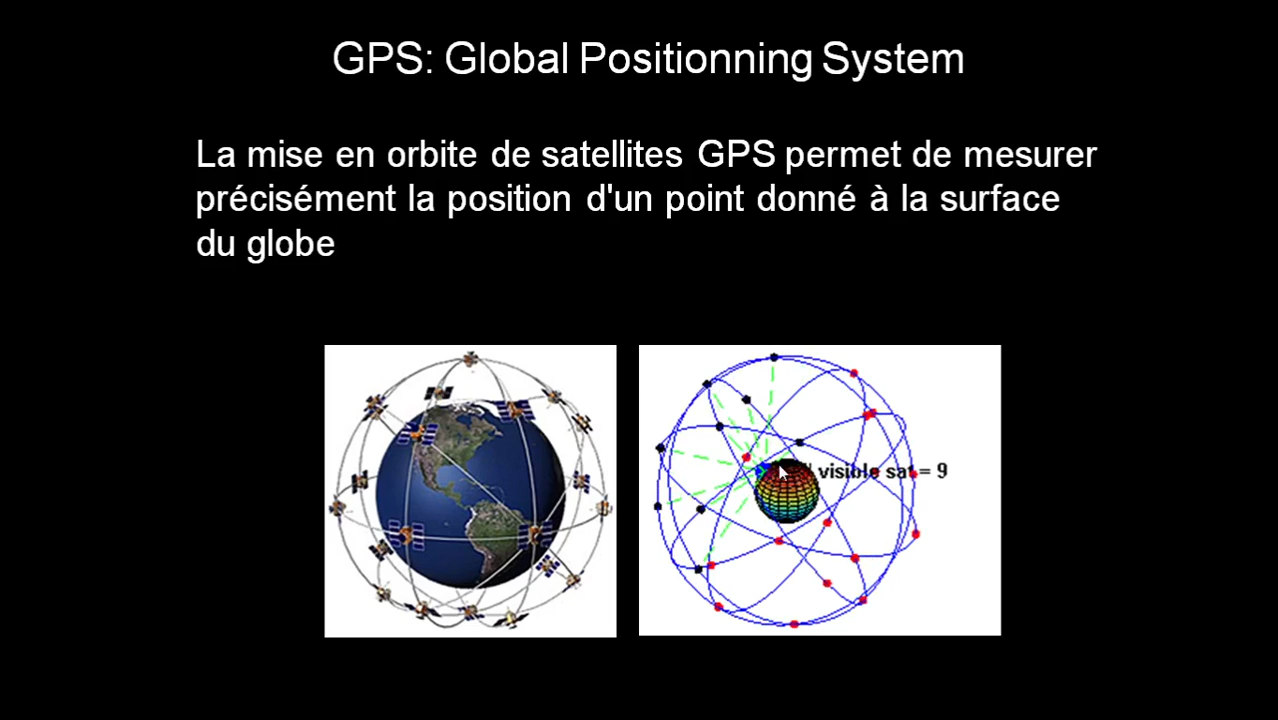 GPS: Global Positionning System
La mise en orbite de satellites GPS permet de mesurer
précisément la position d'un point donné à la surface
du globe
visible sat = 9